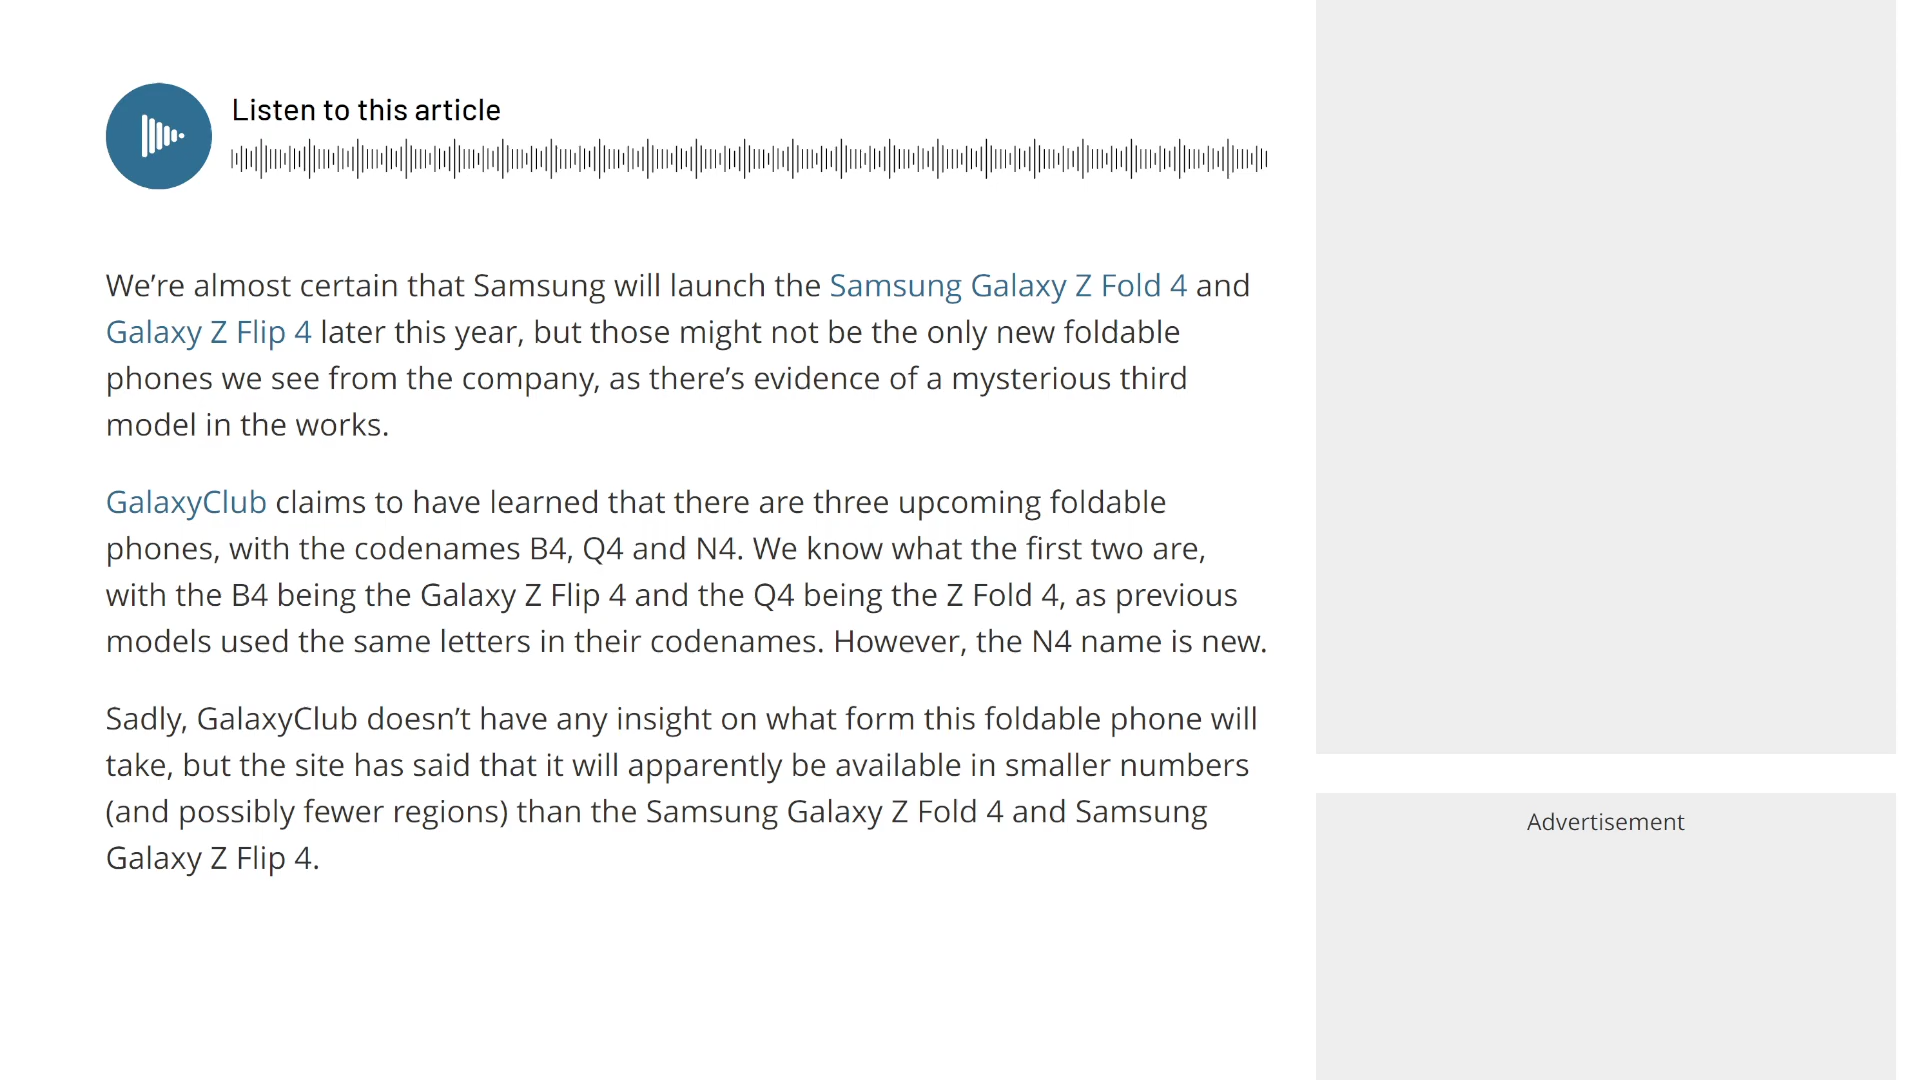 Listen to this article
We’re almost certain that Samsung will launch the Samsung Galaxy Z Fold 4 and
Galaxy Z Flip 4 later this year, but those might not be the only new foldable
phones we see from the company, as there’s evidence of a mysterious third
model in the works.
GalaxyClub claims to have learned that there are three upcoming foldable
phones, with the codenames B4, Q4 and N4. We know what the first two are,
with the B4 being the Galaxy Z Flip 4 and the Q4 being the Z Fold 4, as previous
models used the same letters in their codenames. However, the N4 name is new.
Sadly, GalaxyClub doesn’t have any insight on what form this foldable phone will
take, but the site has said that it will apparently be available in smaller numbers
(and possibly fewer regions) than the Samsung Galaxy Z Fold 4 and Samsung
Galaxy Z Flip 4.
Advertisement